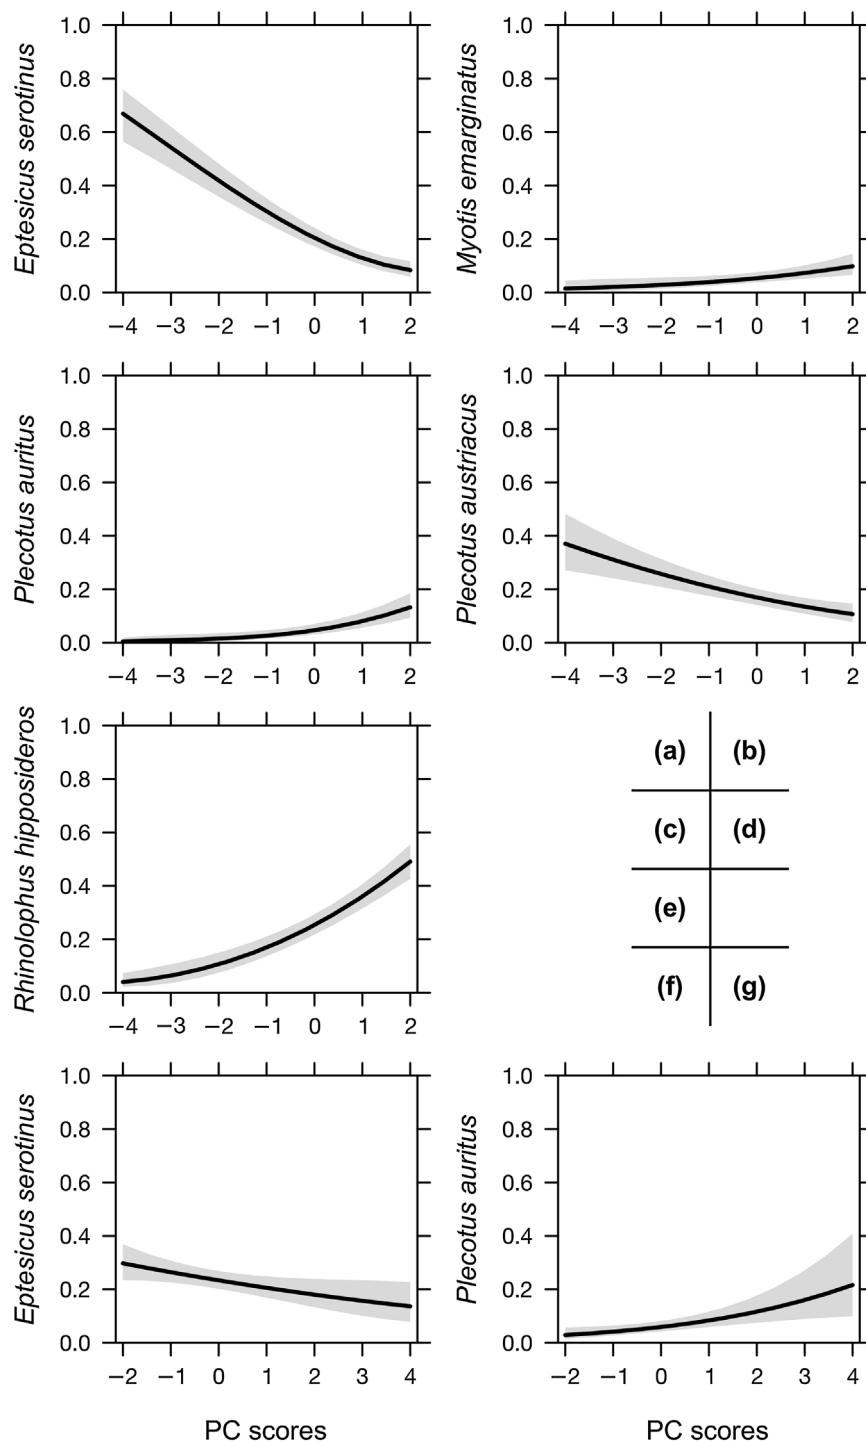 Eptesicus serotinus
1.0
0.8
0.6
0.4
0.2
0.0
−4 −3 −2 −1 0 1 2
Myotis emarginatus
1.0
0.8
0.6
0.4
0.2
0.0
−4 −3 −2 −1 0 1 2
Plecotus auritus
1.0
0.8
0.6
0.4
0.2
0.0
−4 −3 −2 −1 0 1 2
Plecotus austriacus
1.0
0.8
0.6
0.4
0.2
0.0
−4 −3 −2 −1 0 1 2
Rhinolophus hipposideros
1.0
0.8
0.6
0.4
0.2
0.0
−4 −3 −2 −1 0 1 2
(a) (b)
(c) (d)
(e)
(f) (g)
Eptesicus serotinus
1.0
0.8
0.6
0.4
0.2
0.0
−2 −1 0 1 2 3 4
PC scores
Plecotus auritus
1.0
0.8
0.6
0.4
0.2
0.0
−2 −1 0 1 2 3 4
PC scores